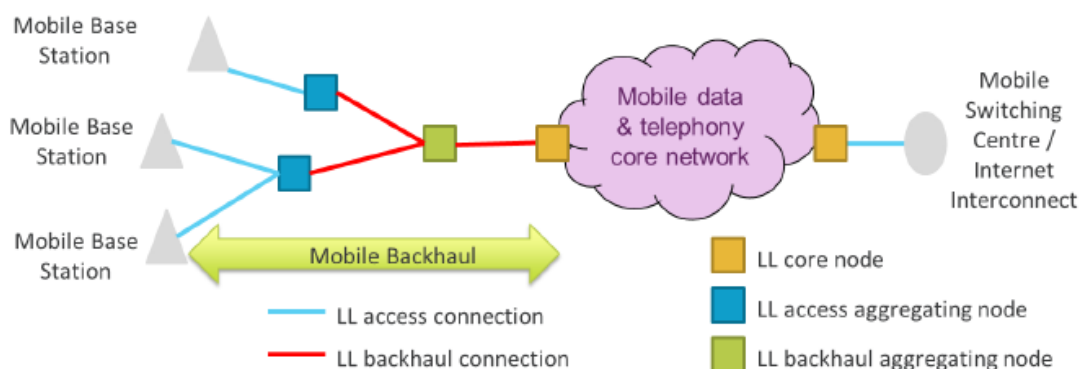 Mobile Base
Station
Mobile Base
Station
Mobile Base
Station
Mobile data
& telephony
core network
Mobile
Switching
Centre /
Internet
Interconnect
Mobile Backhaul
LL access connection
LL backhaul connection
LL core node
LL access aggregating node
LL backhaul aggregating node